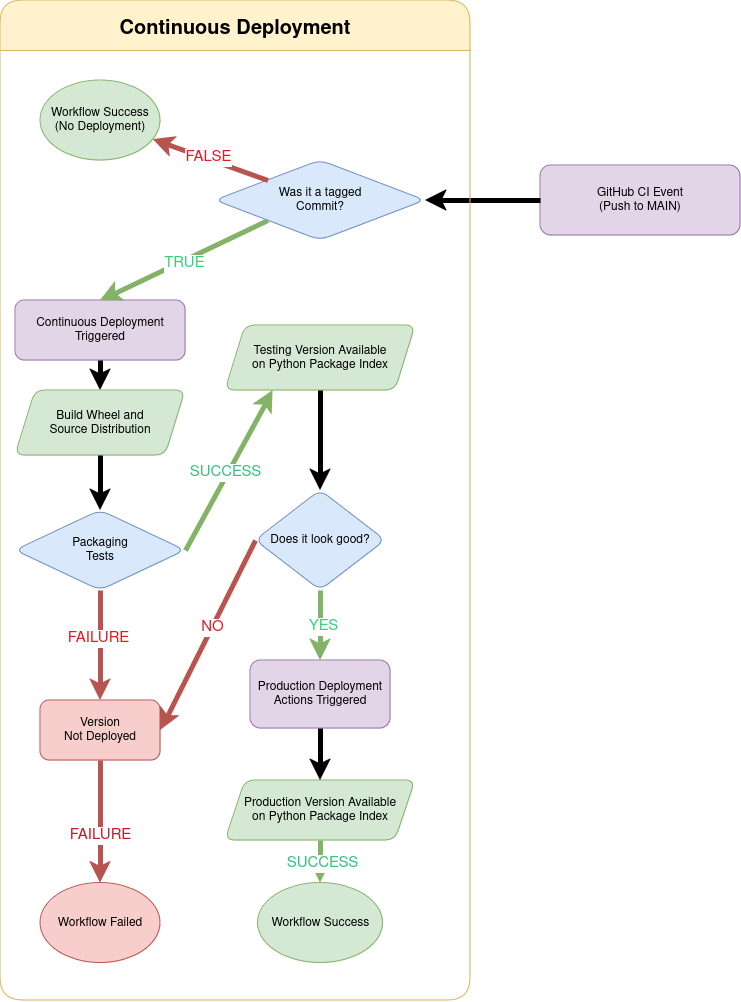 Continuous Deployment
Workflow Success
(No Deployment)
FALSE
Was it a tagged
Commit?
GitHub CI Event
(Push to MAIN)
TRUE
Continuous Deployment
Triggered
Testing Version Available
on Python Package Index
Build Wheel and
Source Distribution
SUCCESS
Packaging
Tests
Does it look good?
FAILURE
NO
YES
Version
Not Deployed
Production Deployment
Actions Triggered
Production Version Available
on Python Package Index
FAILURE
SUCCESS
Workflow Failed
Workflow Success